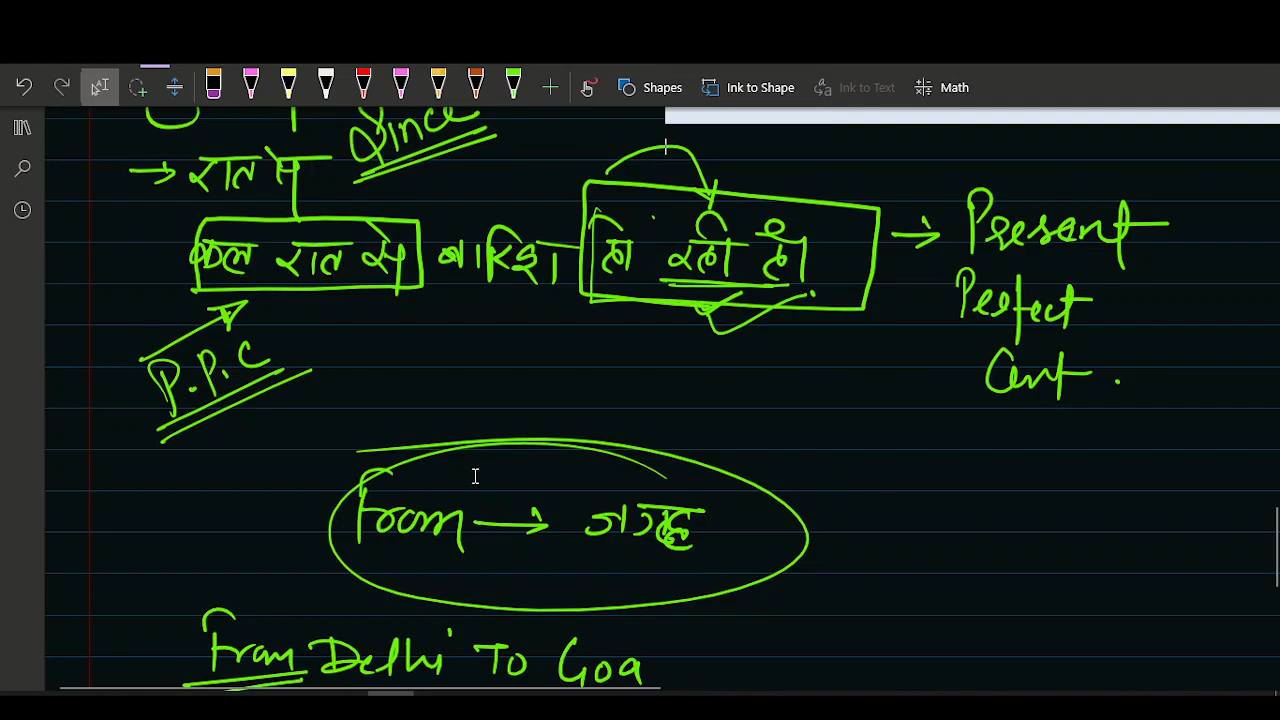 Shapes Ink to Shape Ink to Text Math
Since
→ रात से
कल रात से बारिश हो रही है। → Present
Perfect
Cont.
P.P.C
From → जगह
From Delhi To Goa